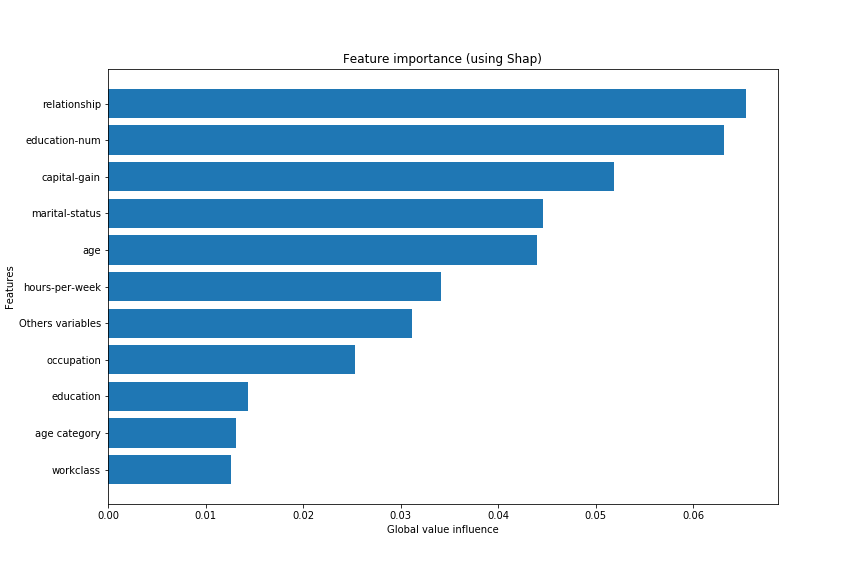 Feature importance (using Shap)
Features
relationship
education-num
capital-gain
marital-status
age
hours-per-week
Others variables
occupation
education
age category
workclass
0.00 0.01 0.02 0.03 0.04 0.05 0.06
Global value influence